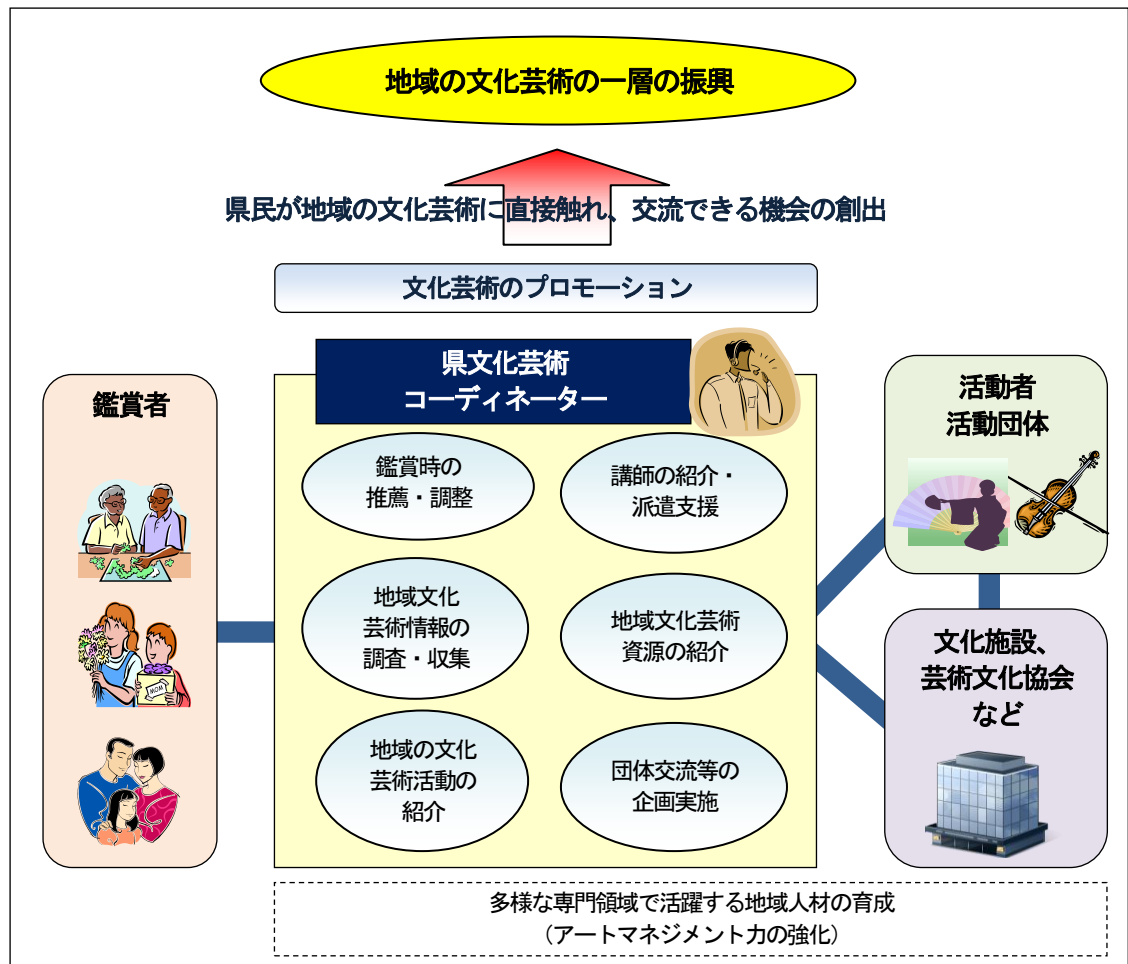 地域の文化芸術の一層の振興
県民が地域の文化芸術に直接触れ、交流できる機会の創出
文化芸術のプロモーション
県文化芸術
コーディネーター
鑑賞者
鑑賞時の
推薦・調整
講師の紹介・
派遣支援
地域文化
芸術情報の
調査・収集
地域文化芸術
資源の紹介
地域の文化
芸術活動の
紹介
団体交流等の
企画実施
活動者
活動団体
文化施設、
芸術文化協会
など
MOM
多様な専門領域で活躍する地域人材の育成
（アートマネジメント力の強化）